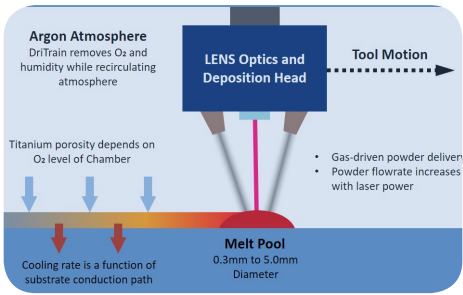 Argon Atmosphere
DriTrain removes O₂ and
humidity while recirculating
atmosphere
LENS Optics and
Deposition Head
Tool Motion
Titanium porosity depends on
O₂ level of Chamber
• Gas-driven powder delivery
• Powder flowrate increases
with laser power
Melt Pool
0.3mm to 5.0mm
Diameter
Cooling rate is a function of
substrate conduction path